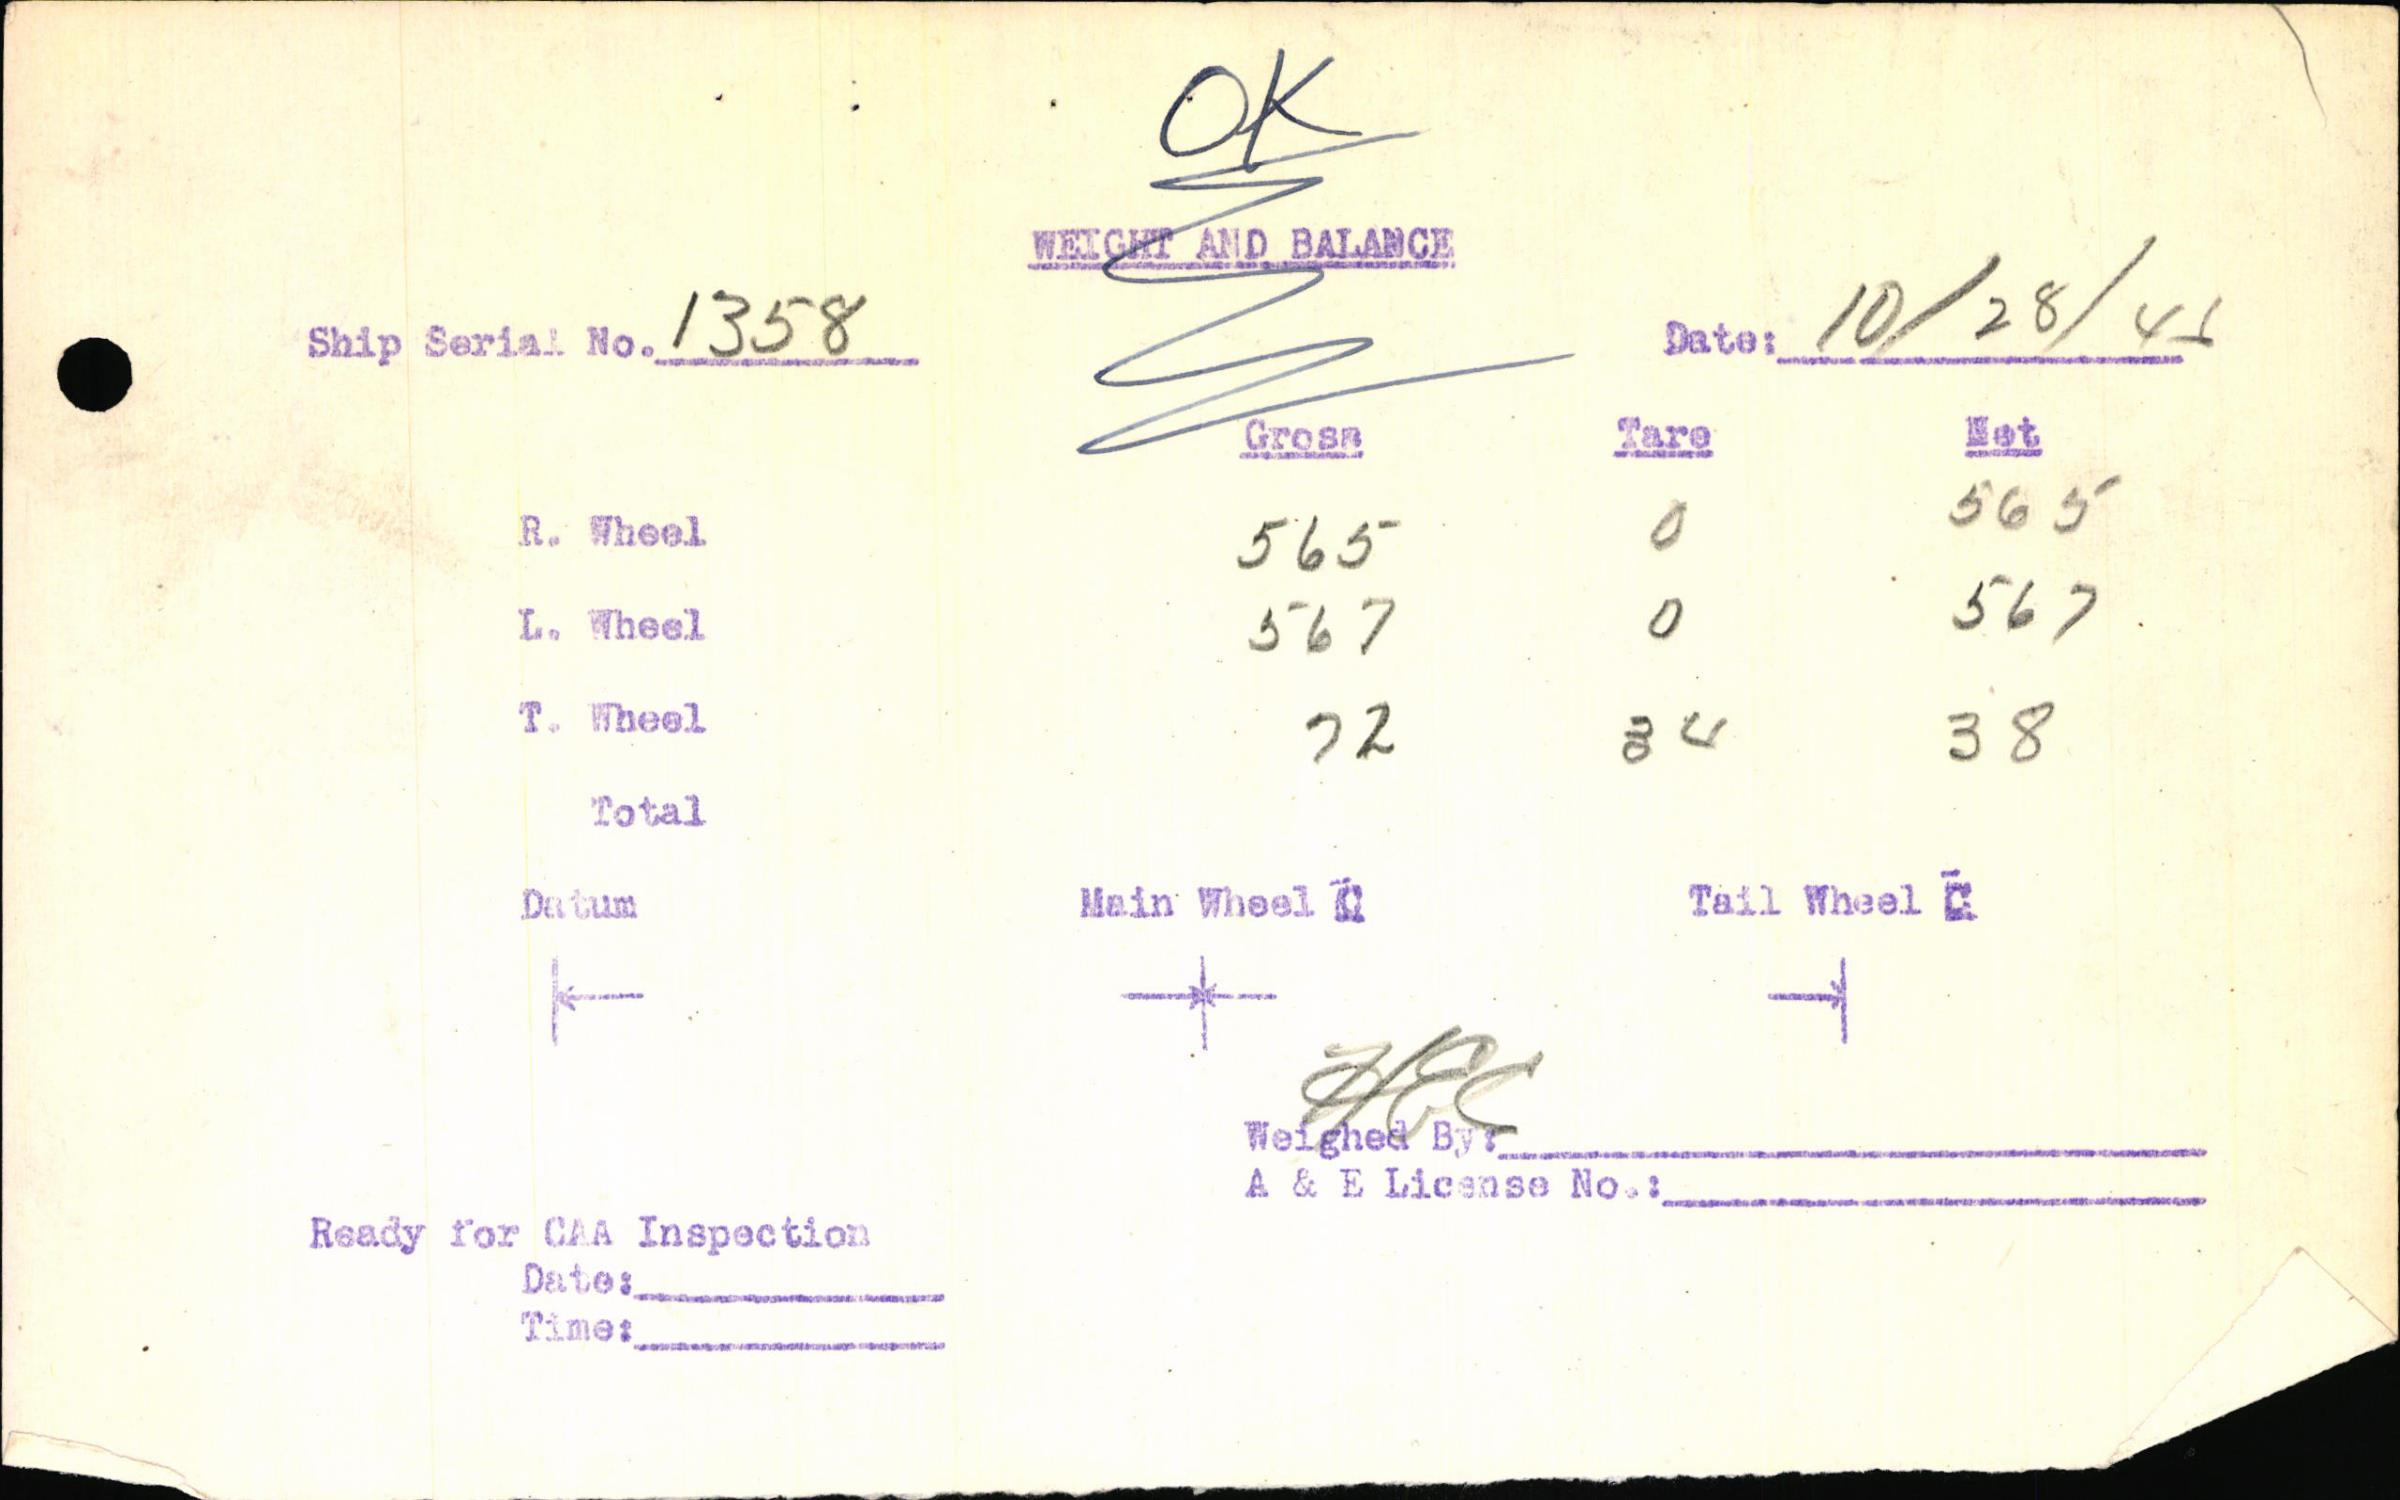 OK
WEIGHT AND BALANCE
Ship Serial No. 1358 Date: 10/28/41
Gross Tare Net
R. Wheel 565 0 565
L. Wheel 567 0 567
T. Wheel 72 34 38
Total
Datum Main Wheel ℄ Tail Wheel ℄
Weighed By:
A & E License No.:
Ready for CAA Inspection
Date:
Time: